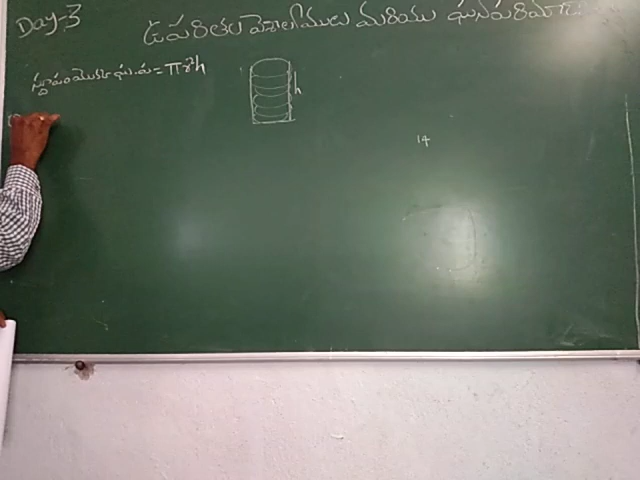 Day-3
ఉపరితల వైశాల్యములు మరియు ఘనపరిమాణ
స్థూపం యొక్క ఘ.ప = πr²h
h
14